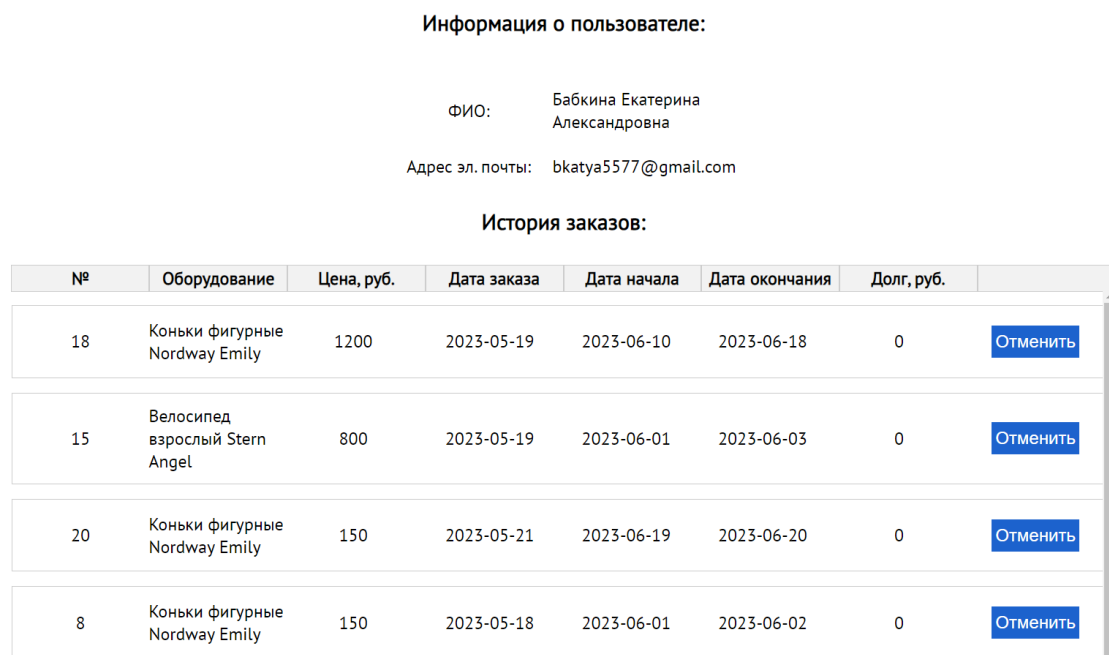 Информация о пользователе:
ФИО:
Бабкина Екатерина
Александровна
Адрес эл. почты: bkatya5577@gmail.com
История заказов:
№ Оборудование Цена, руб. Дата заказа Дата начала Дата окончания Долг, руб.
18 Коньки фигурные Nordway Emily 1200 2023-05-19 2023-06-10 2023-06-18 0 Отменить
15 Велосипед взрослый Stern Angel 800 2023-05-19 2023-06-01 2023-06-03 0 Отменить
20 Коньки фигурные Nordway Emily 150 2023-05-21 2023-06-19 2023-06-20 0 Отменить
8 Коньки фигурные Nordway Emily 150 2023-05-18 2023-06-01 2023-06-02 0 Отменить